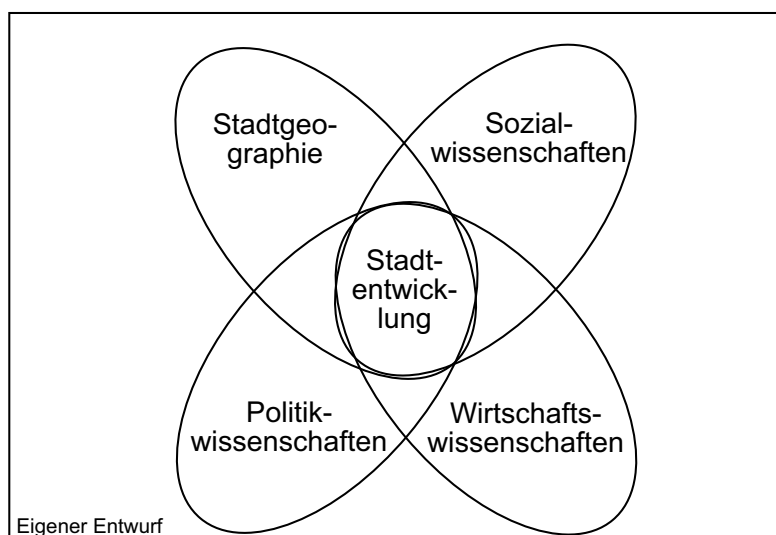 Stadtgeo-
graphie
Sozial-
wissenschaften
Stadt-
entwick-
lung
Politik-
wissenschaften
Wirtschafts-
wissenschaften
Eigener Entwurf